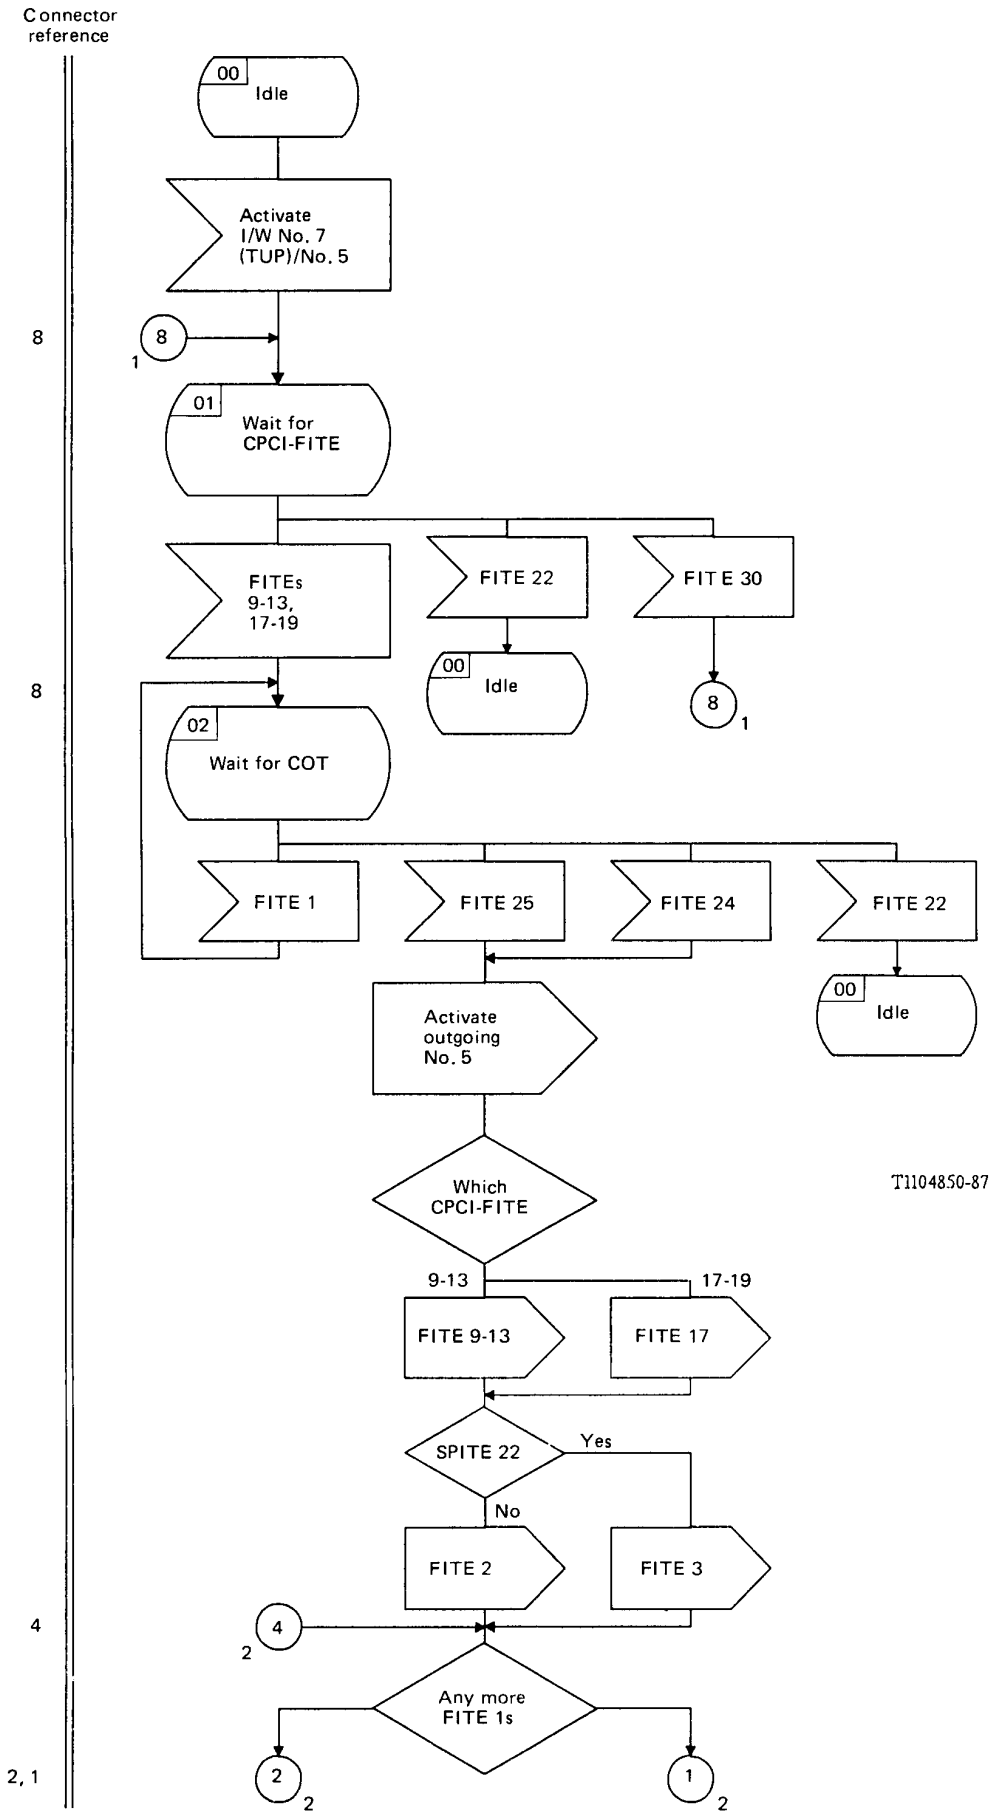 Connector
reference
00
Idle
Activate
I/W No. 7
(TUP)/No. 5
8
8
1
01
Wait for
CPCI-FITE
FITEs
9-13,
17-19
FITE 22
FITE 30
00
Idle
8
8
1
02
Wait for COT
FITE 1
FITE 25
FITE 24
FITE 22
00
Idle
Activate
outgoing
No. 5
Which
CPCI-FITE
T1104850-87
9-13
17-19
FITE 9-13
FITE 17
SPITE 22
Yes
No
FITE 2
FITE 3
4
4
2
Any more
FITE 1s
2, 1
2
2
1
2